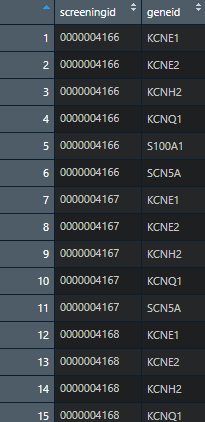 screeningid geneid
1 0000004166 KCNE1
2 0000004166 KCNE2
3 0000004166 KCNH2
4 0000004166 KCNQ1
5 0000004166 S100A1
6 0000004166 SCN5A
7 0000004167 KCNE1
8 0000004167 KCNE2
9 0000004167 KCNH2
10 0000004167 KCNQ1
11 0000004167 SCN5A
12 0000004168 KCNE1
13 0000004168 KCNE2
14 0000004168 KCNH2
15 0000004168 KCNQ1